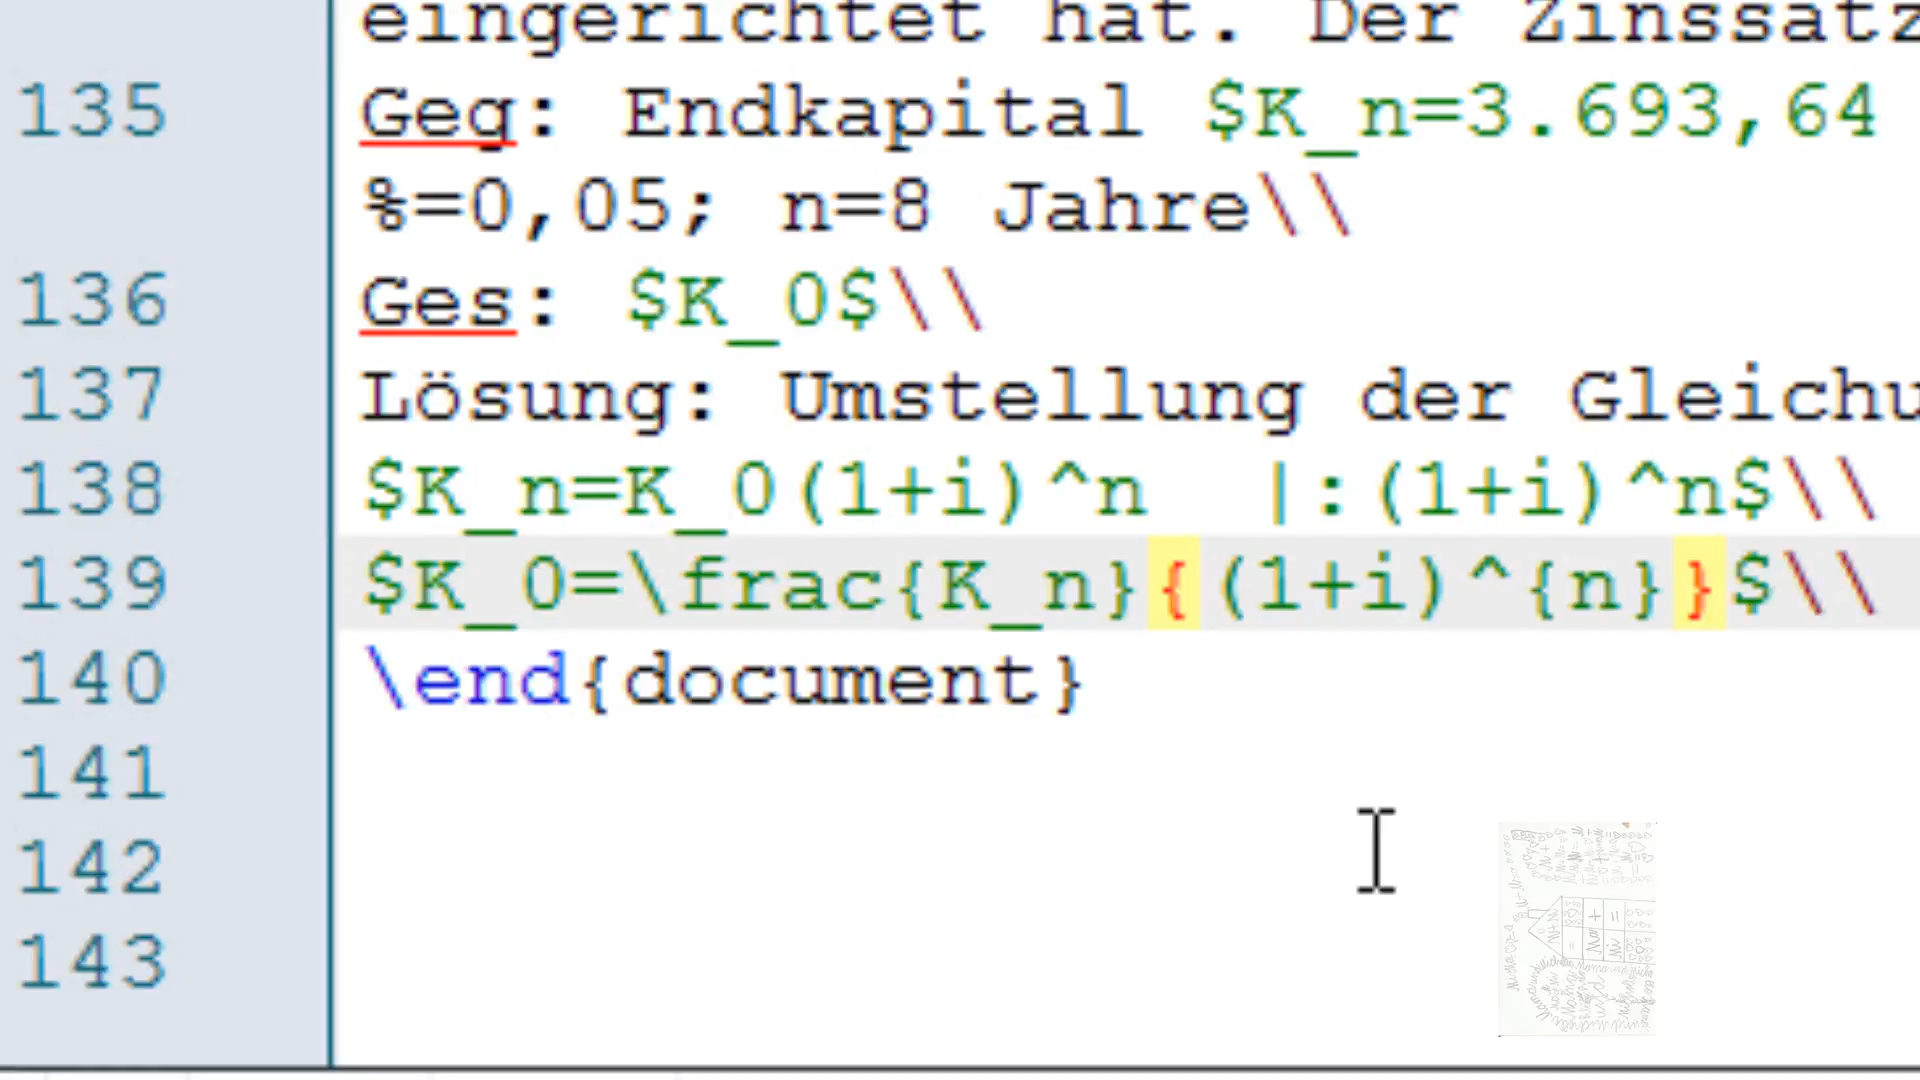 eingerichtet hat. Der Zinssatz
135 Geg: Endkapital $K_n=3.693,64
%=0,05; n=8 Jahre\\
136 Ges: $K_0$\\
137 Lösung: Umstellung der Gleichu
138 $K_n=K_0(1+i)^n  |:(1+i)^n$\\
139 $K_0=\frac{K_n}{(1+i)^{n}}$\\
140 \end{document}
141
142
143